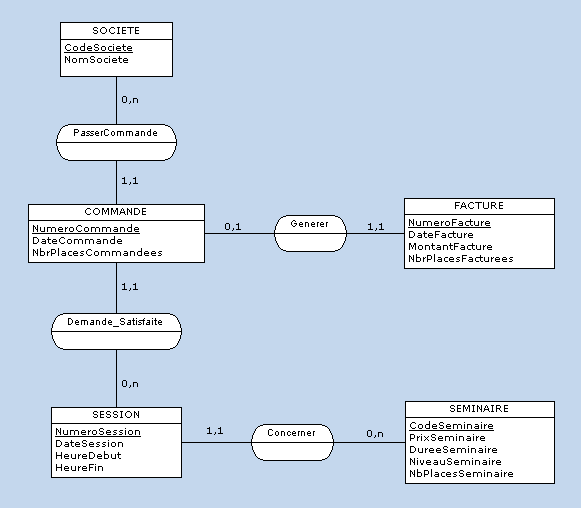 SOCIETE
CodeSociete
NomSociete
0,n
PasserCommande
1,1
COMMANDE
NumeroCommande
DateCommande
NbrPlacesCommandees
0,1
Generer
1,1
FACTURE
NumeroFacture
DateFacture
MontantFacture
NbrPlacesFacturees
1,1
Demande_Satisfaite
0,n
SESSION
NumeroSession
DateSession
HeureDebut
HeureFin
1,1
Concerner
0,n
SEMINAIRE
CodeSeminaire
PrixSeminaire
DureeSeminaire
NiveauSeminaire
NbPlacesSeminaire